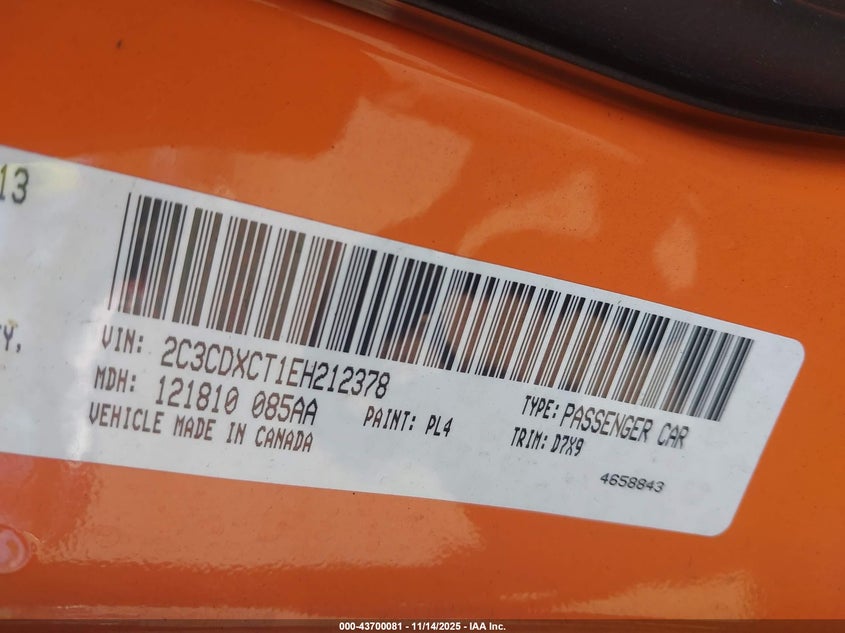 13
TY,
VIN: 2C3CDXCT1EH212378
TYPE: PASSENGER CAR
MDH: 121810 085AA
PAINT: PL4
TRIM: D7X9
VEHICLE MADE IN CANADA
4658843
000-43700081 - 11/14/2025 - IAA Inc.